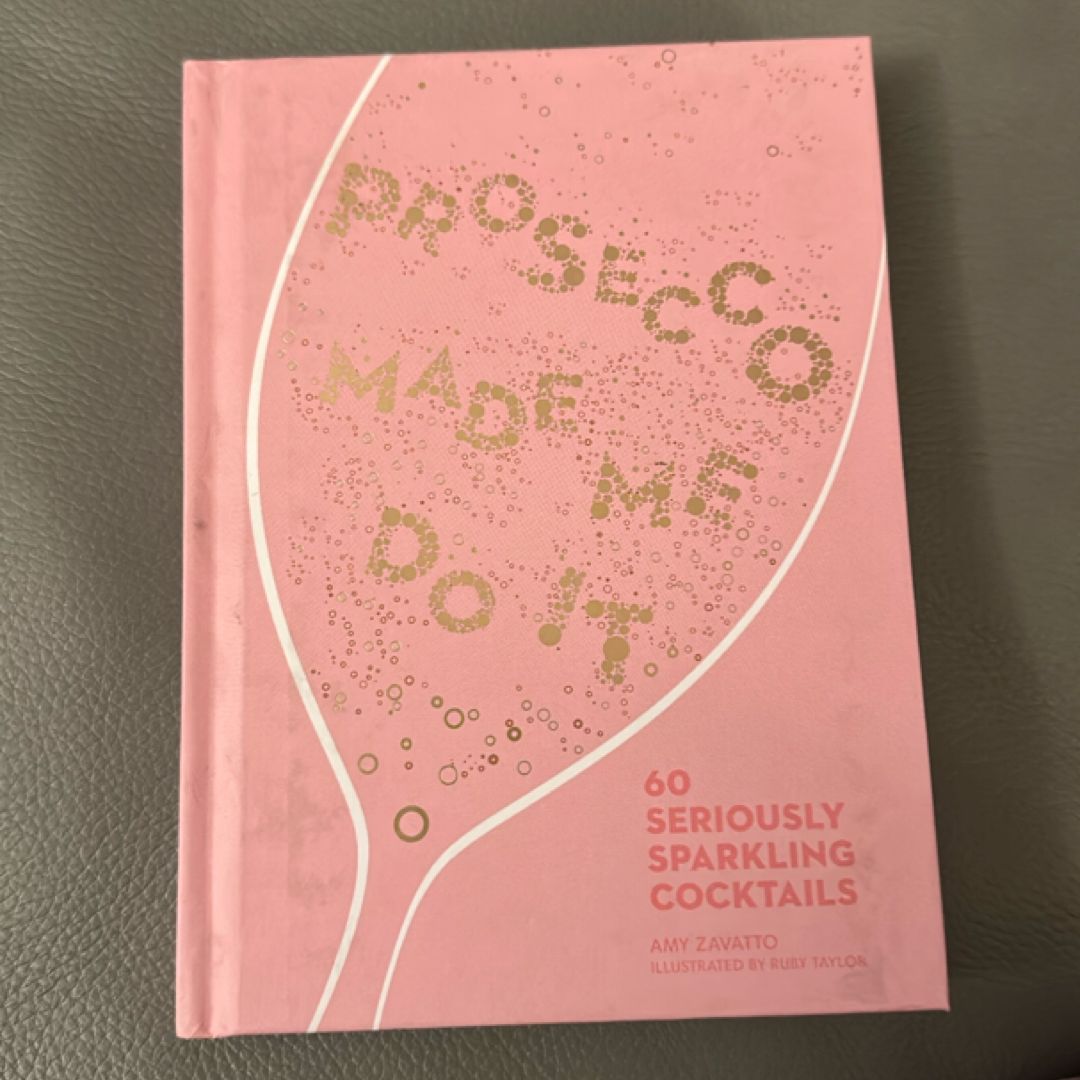 PROSECCO
MADE ME
DO IT
60
SERIOUSLY
SPARKLING
COCKTAILS
AMY ZAVATTO
ILLUSTRATED BY RUBY TAYLOR